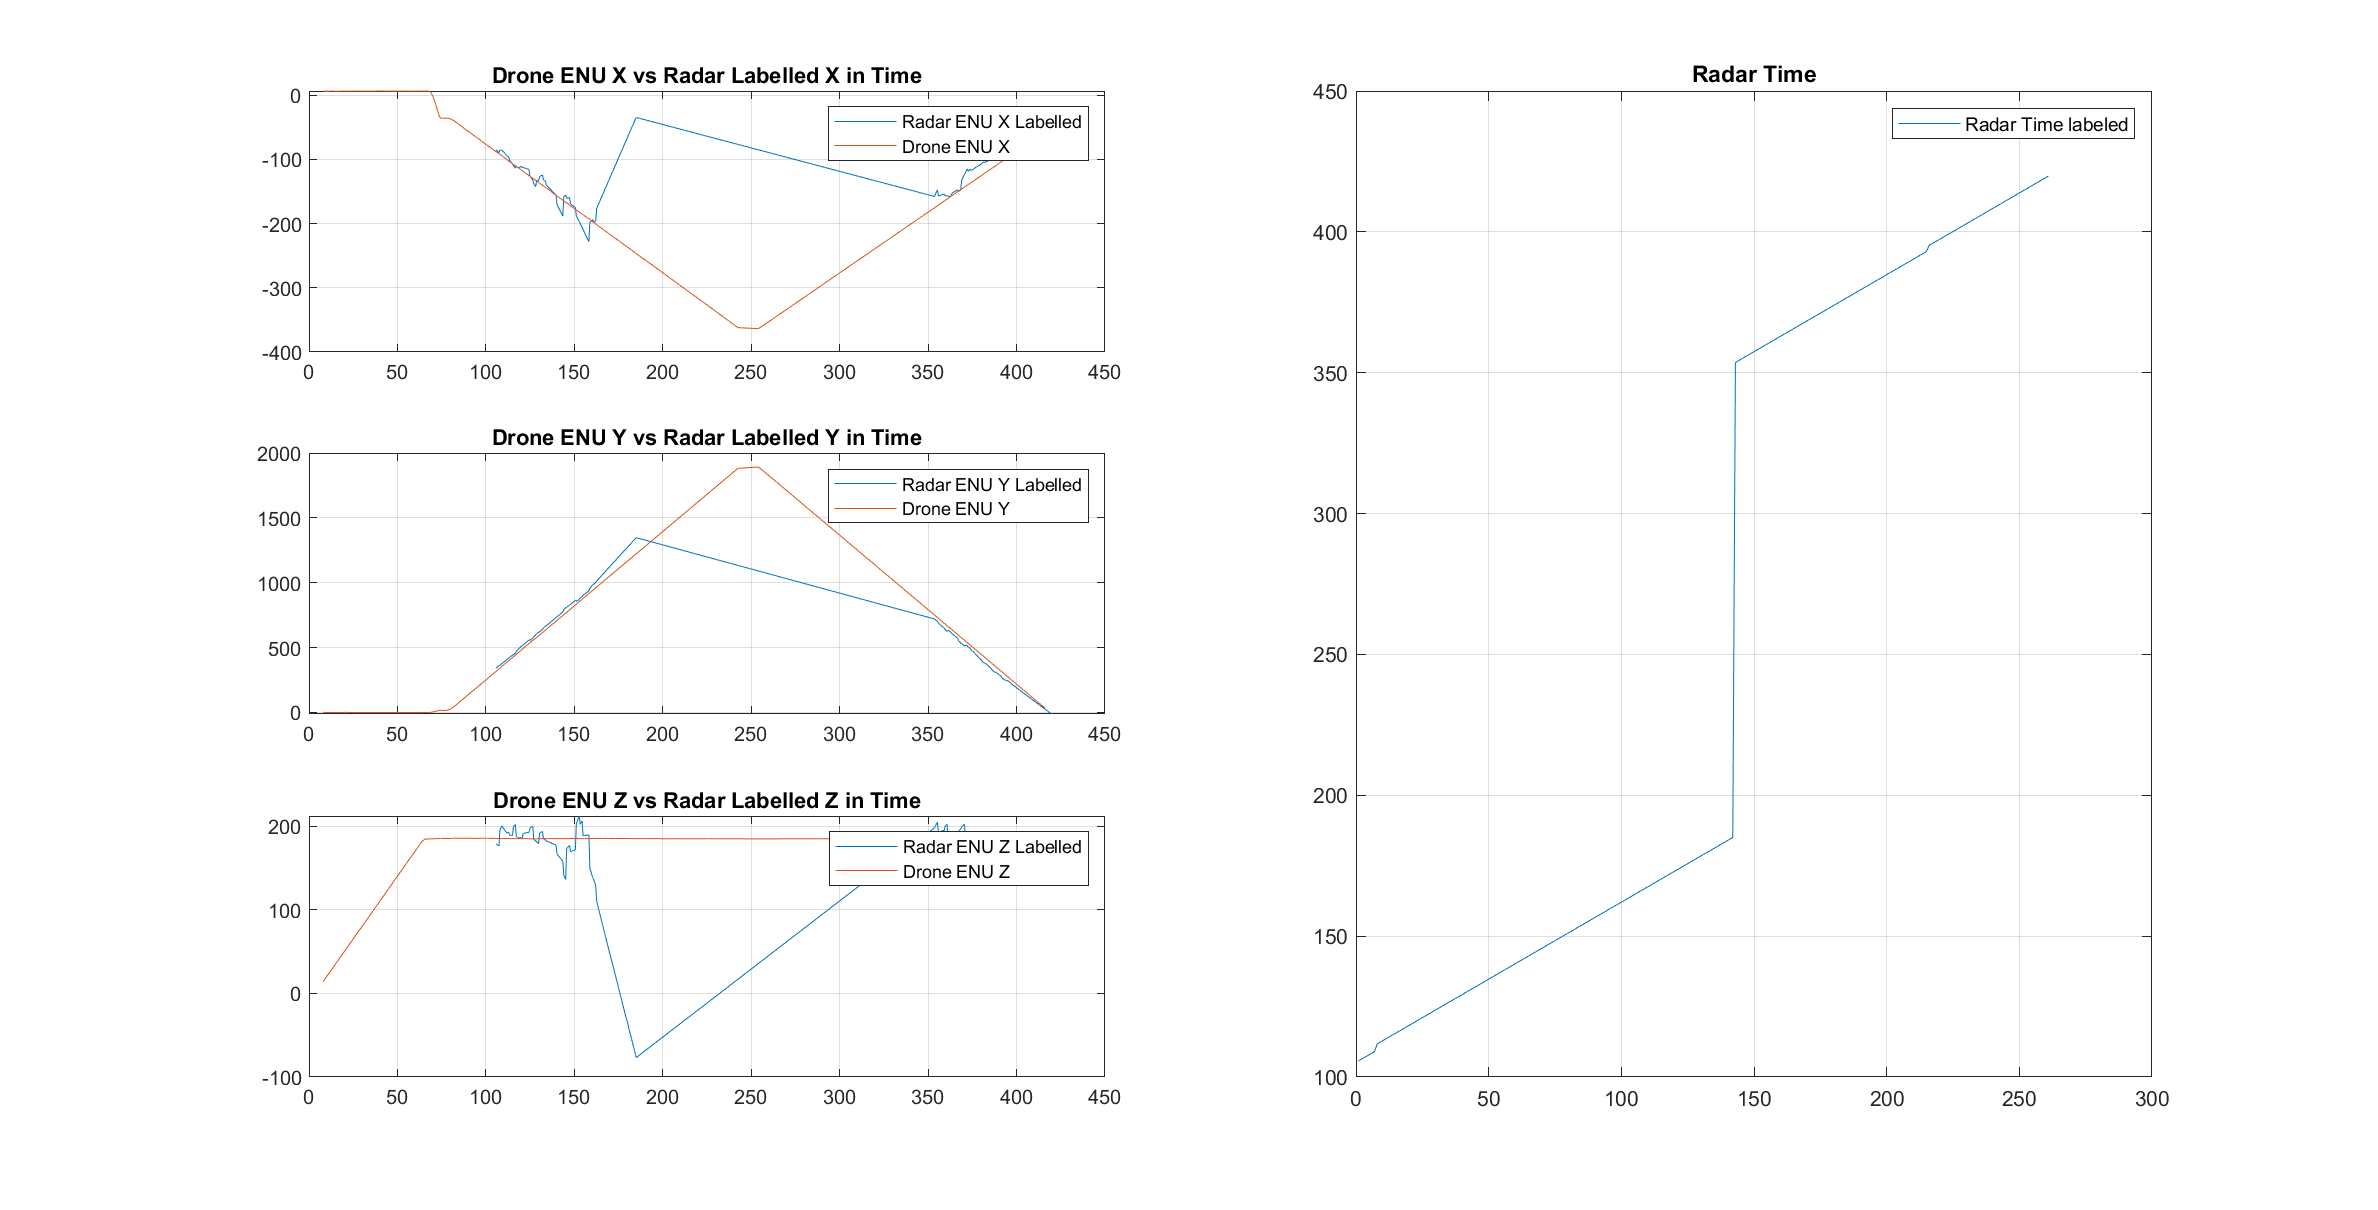 Drone ENU X vs Radar Labelled X in Time
0
-100
-200
-300
-400
0 50 100 150 200 250 300 350 400 450
Radar ENU X Labelled
Drone ENU X
Drone ENU Y vs Radar Labelled Y in Time
2000
1500
1000
500
0
0 50 100 150 200 250 300 350 400 450
Radar ENU Y Labelled
Drone ENU Y
Drone ENU Z vs Radar Labelled Z in Time
200
100
0
-100
0 50 100 150 200 250 300 350 400 450
Radar ENU Z Labelled
Drone ENU Z
Radar Time
450
400
350
300
250
200
150
100
0 50 100 150 200 250 300
Radar Time labeled